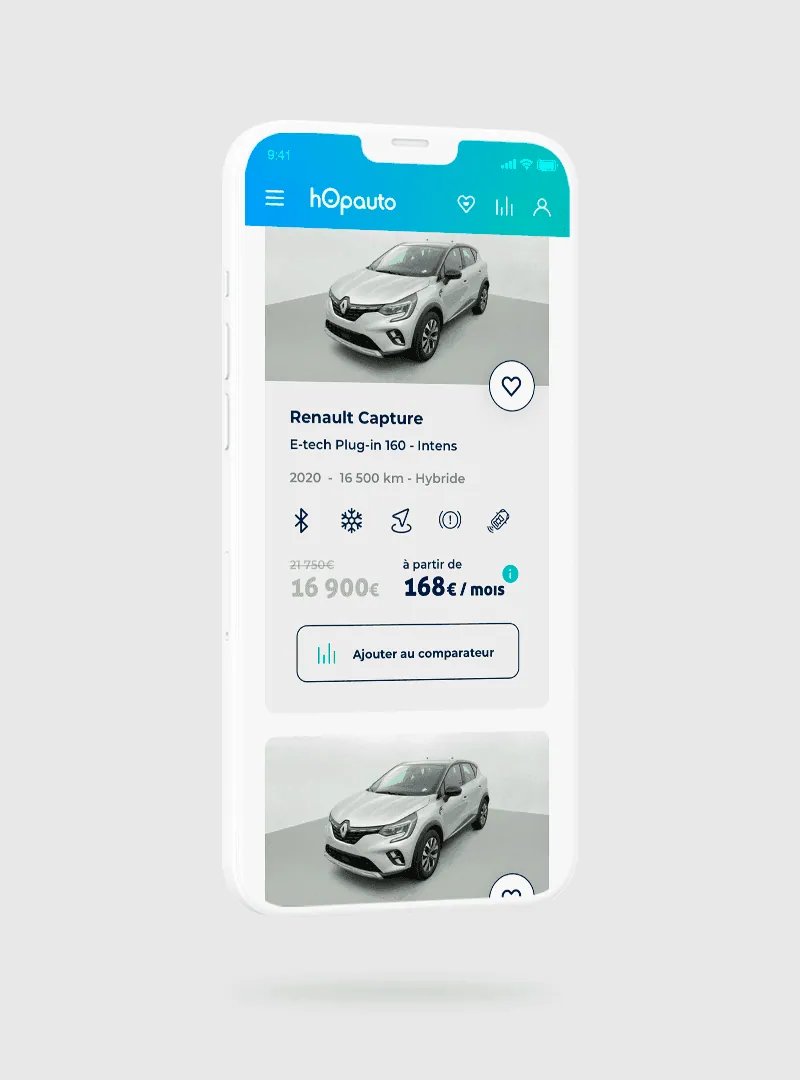 9:41
hOpauto
Renault Capture
E-tech Plug-in 160 - Intens
2020 - 16 500 km - Hybride
21 750€
à partir de
16 900€
168€ / mois
Ajouter au comparateur